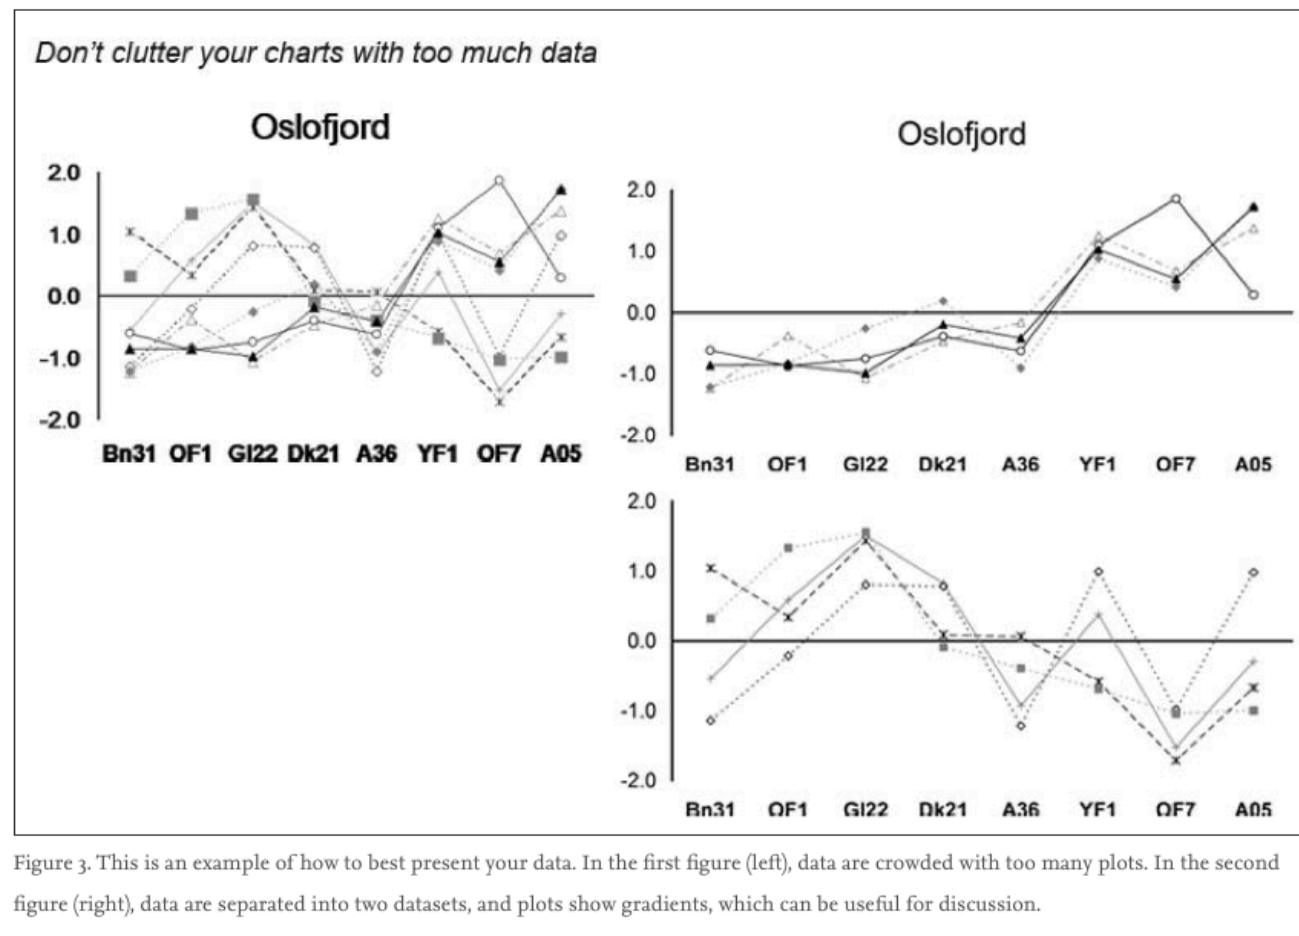 Don't clutter your charts with too much data
Oslofjord
2.0
1.0
0.0
-1.0
-2.0
Bn31 OF1 Gl22 Dk21 A36 YF1 OF7 A05
Oslofjord
2.0
1.0
0.0
-1.0
-2.0
Bn31 OF1 Gl22 Dk21 A36 YF1 OF7 A05
2.0
1.0
0.0
-1.0
-2.0
Bn31 OF1 Gl22 Dk21 A36 YF1 OF7 A05
Figure 3. This is an example of how to best present your data. In the first figure (left), data are crowded with too many plots. In the second
figure (right), data are separated into two datasets, and plots show gradients, which can be useful for discussion.